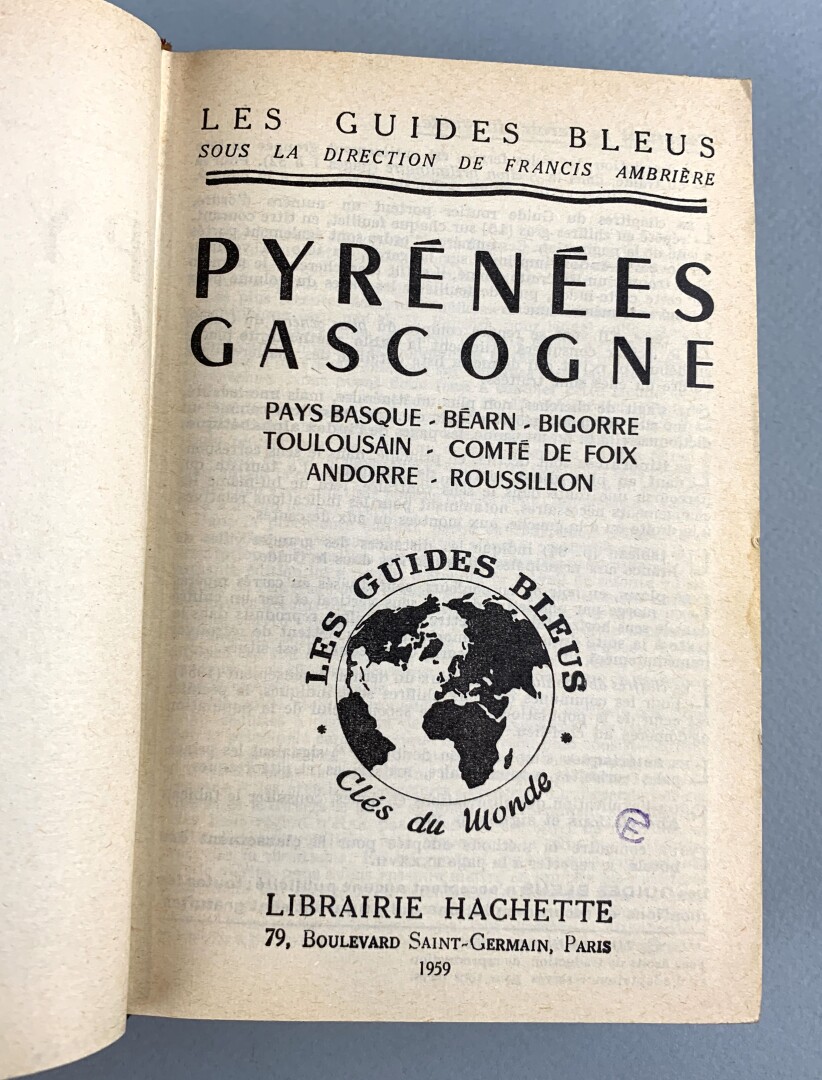 LES GUIDES BLEUS
SOUS LA DIRECTION DE FRANCIS AMBRIÈRE
PYRÉNÉES
GASCOGNE
PAYS BASQUE - BÉARN - BIGORRE
TOULOUSAIN - COMTÉ DE FOIX
ANDORRE - ROUSSILLON
LES GUIDES BLEUS
Clés du Monde
LIBRAIRIE HACHETTE
79, BOULEVARD SAINT-GERMAIN, PARIS
1959